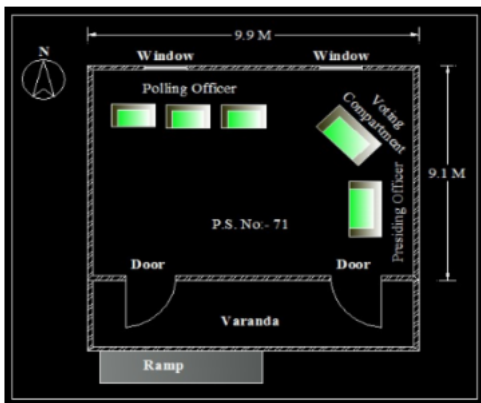 9.9 M
N
Window
Window
Polling Officer
Voting
Compartment
9.1 M
Presiding Officer
P.S. No:- 71
Door
Door
Varanda
Ramp